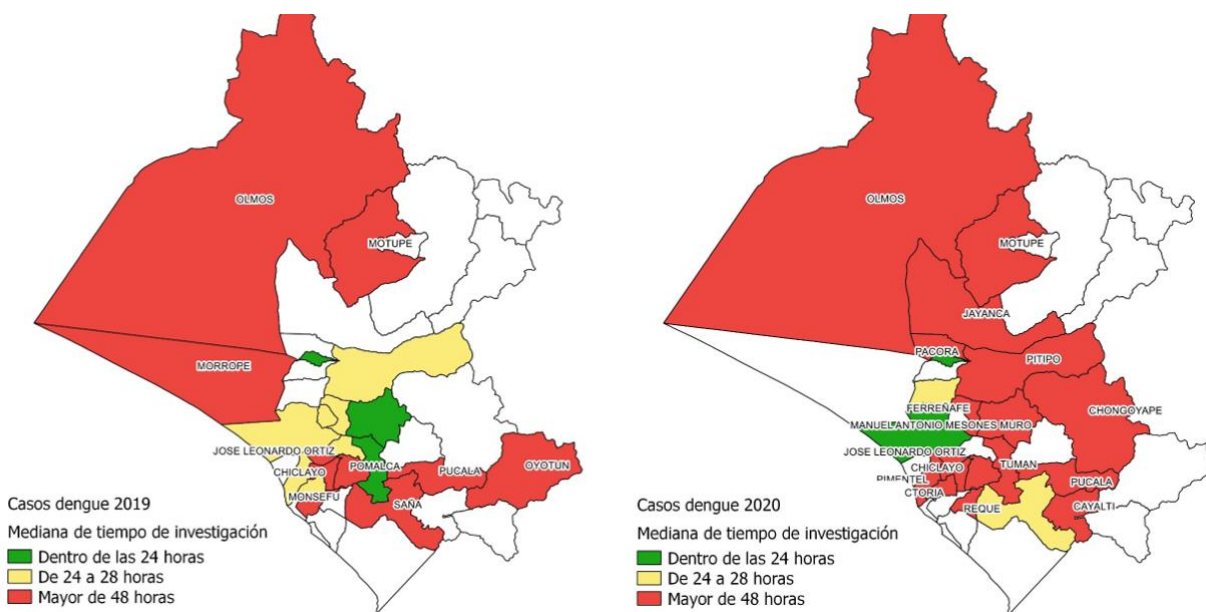 OLMOS
MOTUPE
MORROPE
JOSE LEONARDO ORTIZ
CHICLAYO
POMALCA
PUCALA
OYOTUN
MONSEFU
SAÑA
Casos dengue 2019
Mediana de tiempo de investigación
Dentro de las 24 horas
De 24 a 28 horas
Mayor de 48 horas
OLMOS
MOTUPE
JAYANCA
PACORA
PITIPO
FERREÑAFE
CHONGOYAPE
MANUEL ANTONIO MESONES MURO
JOSE LEONARDO ORTIZ
CHICLAYO
TUMAN
PIMENTEL
PUCALA
CTORIA
REQUE
CAYALTI
Casos dengue 2020
Mediana de tiempo de investigación
Dentro de las 24 horas
De 24 a 28 horas
Mayor de 48 horas